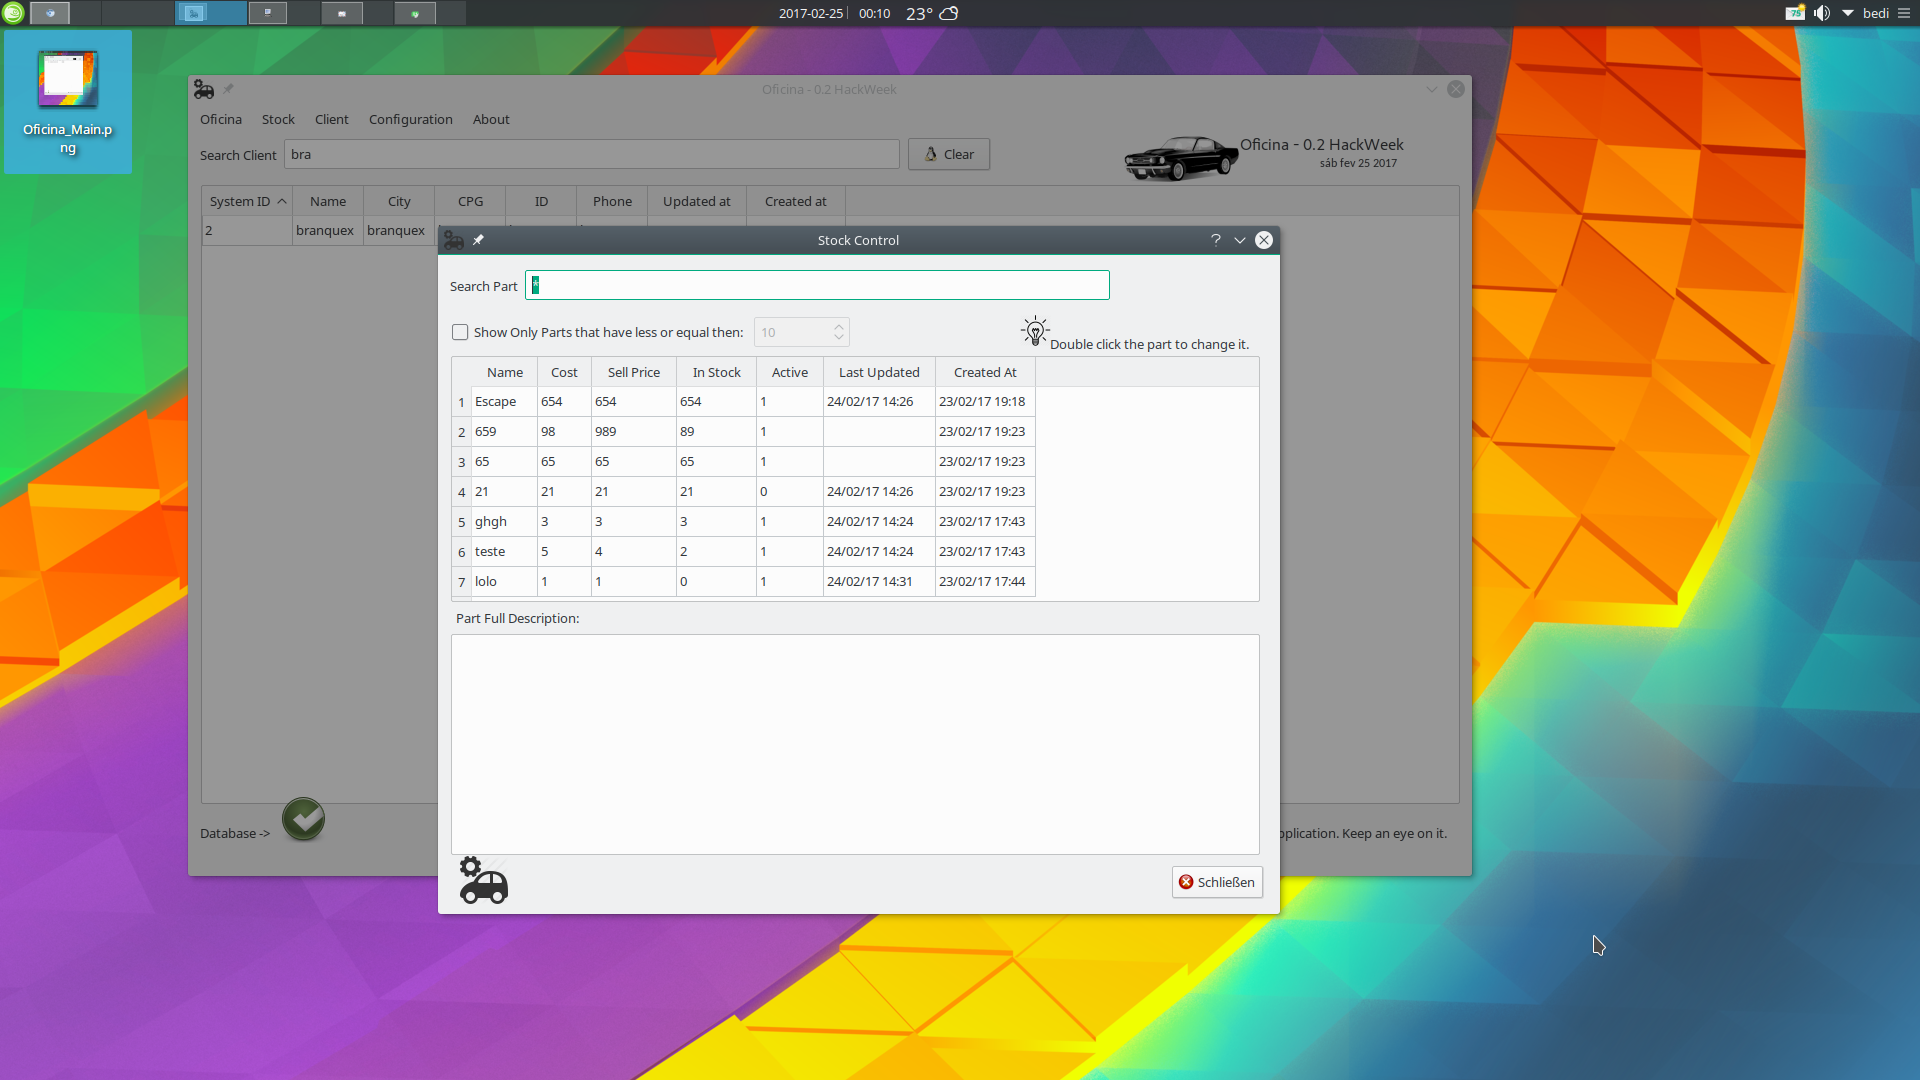 2017-02-25 00:10 23° 75 bedi
Oficina_Main.p
ng
Oficina - 0.2 HackWeek
Oficina Stock Client Configuration About
Search Client bra Clear
Oficina - 0.2 HackWeek
sáb fev 25 2017
System ID Name City CPG ID Phone Updated at Created at
2 branquex branquex
Stock Control ?
Search Part *
Show Only Parts that have less or equal then: 10
Double click the part to change it.
Name Cost Sell Price In Stock Active Last Updated Created At
1 Escape 654 654 654 1 24/02/17 14:26 23/02/17 19:18
2 659 98 989 89 1 23/02/17 19:23
3 65 65 65 65 1 23/02/17 19:23
4 21 21 21 21 0 24/02/17 14:26 23/02/17 19:23
5 ghgh 3 3 3 1 24/02/17 14:24 23/02/17 17:43
6 teste 5 4 2 1 24/02/17 14:24 23/02/17 17:43
7 lolo 1 1 0 1 24/02/17 14:31 23/02/17 17:44
Part Full Description:
Database -> pplication. Keep an eye on it.
Schließen